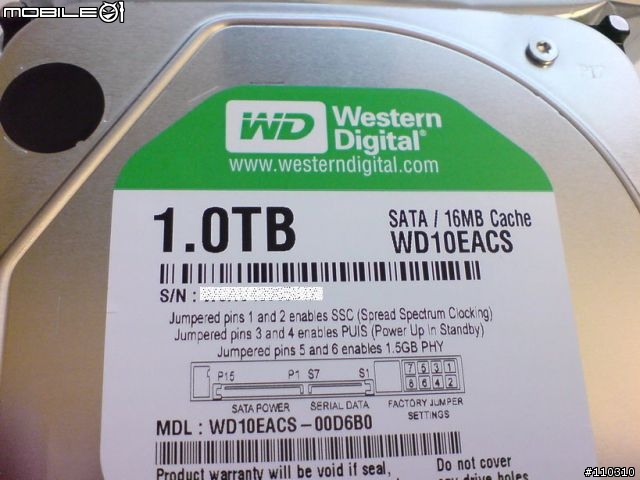 MOBILE01
WD Western Digital®
www.westerndigital.com
1.0TB
SATA / 16MB Cache
WD10EACS
S/N :
Jumpered pins 1 and 2 enables SSC (Spread Spectrum Clocking)
Jumpered pins 3 and 4 enables PUIS (Power Up In Standby)
Jumpered pins 5 and 6 enables 1.5GB PHY
P15 P1 S7 S1
7 5 3 1
8 6 4 2
SATA POWER SERIAL DATA FACTORY JUMPER SETTINGS
MDL : WD10EACS - 00D6B0
Product warranty will be void if seal,
Do not cover
any drive holes
#110310